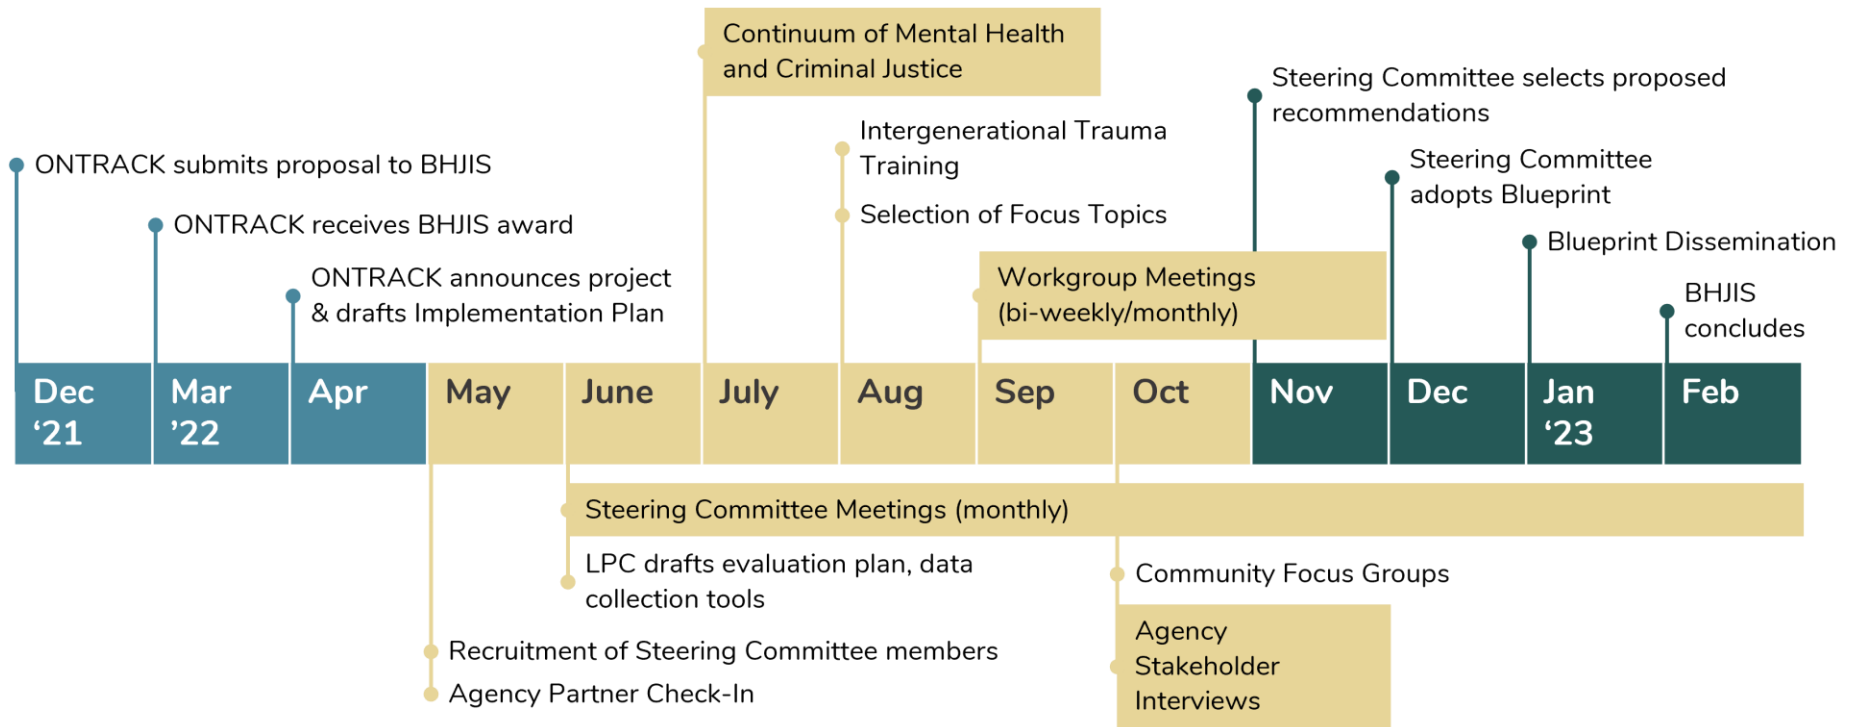 Continuum of Mental Health
and Criminal Justice
Steering Committee selects proposed
recommendations
Intergenerational Trauma
Training
Steering Committee
adopts Blueprint
ONTRACK submits proposal to BHJIS
Selection of Focus Topics
ONTRACK receives BHJIS award
Blueprint Dissemination
ONTRACK announces project
& drafts Implementation Plan
Workgroup Meetings
(bi-weekly/monthly)
BHJIS
concludes
Dec
‘21
Mar
’22
Apr
May
June
July
Aug
Sep
Oct
Nov
Dec
Jan
‘23
Feb
Steering Committee Meetings (monthly)
LPC drafts evaluation plan, data
collection tools
Community Focus Groups
Recruitment of Steering Committee members
Agency Partner Check-In
Agency
Stakeholder
Interviews